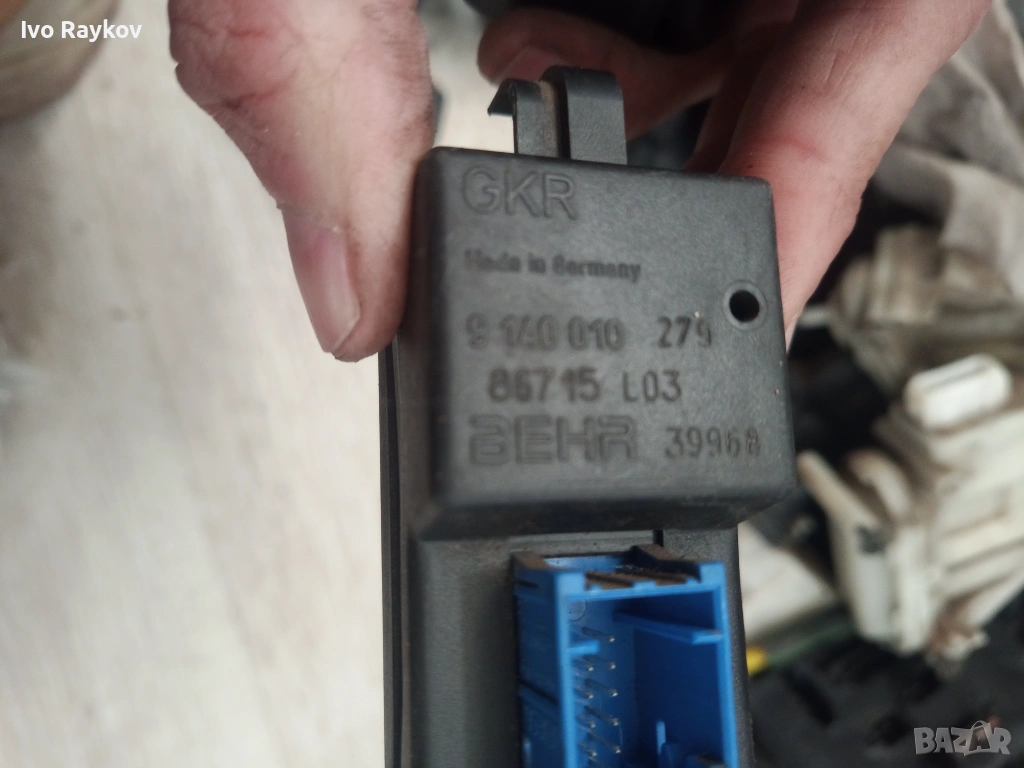 Ivo Raykov
GKR
Made in Germany
9 140 010 279
86715 L03
BEHR 39968
BAZAR